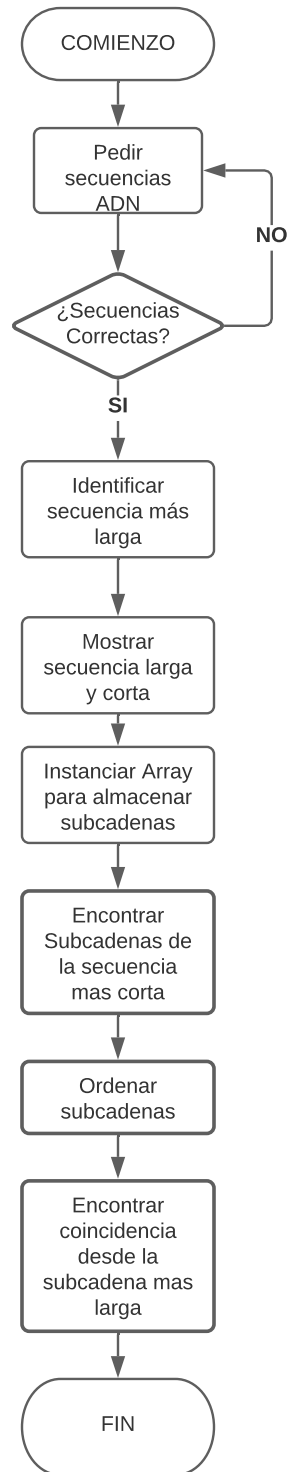 COMIENZO
Pedir
secuencias
ADN
NO
¿Secuencias
Correctas?
SI
Identificar
secuencia más
larga
Mostrar
secuencia larga
y corta
Instanciar Array
para almacenar
subcadenas
Encontrar
Subcadenas de
la secuencia
mas corta
Ordenar
subcadenas
Encontrar
coincidencia
desde la
subcadena mas
larga
FIN